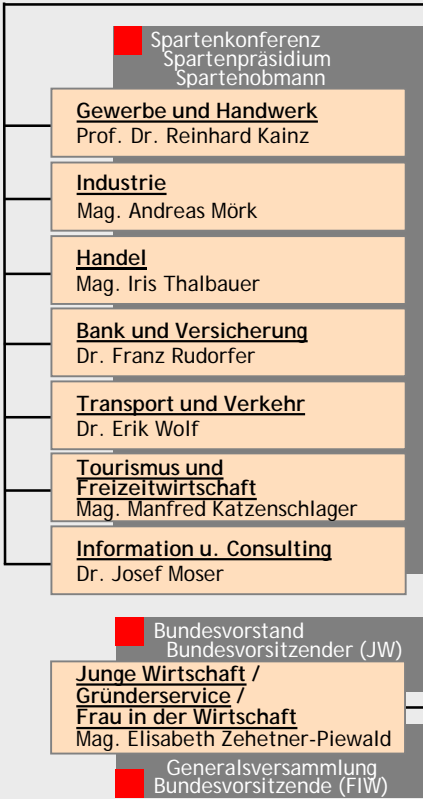 Spartenkonferenz
Spartenpräsidium
Spartenobmann
Gewerbe und Handwerk
Prof. Dr. Reinhard Kainz
Industrie
Mag. Andreas Mörk
Handel
Mag. Iris Thalbauer
Bank und Versicherung
Dr. Franz Rudorfer
Transport und Verkehr
Dr. Erik Wolf
Tourismus und
Freizeitwirtschaft
Mag. Manfred Katzenschlager
Information u. Consulting
Dr. Josef Moser
Bundesvorstand
Bundesvorsitzender (JW)
Junge Wirtschaft /
Gründerservice /
Frau in der Wirtschaft
Mag. Elisabeth Zehetner-Piewald
Generalsversammlung
Bundesvorsitzende (FIW)